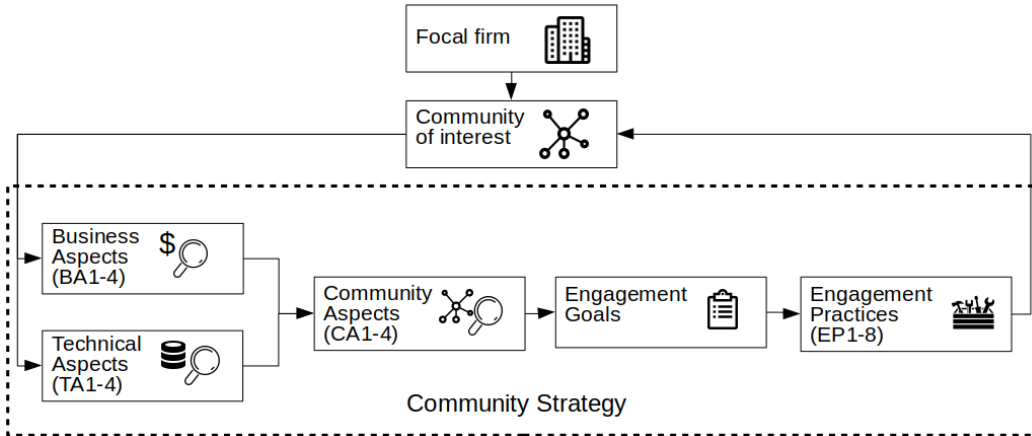 Focal firm
Community
of interest
Business
Aspects
(BA1-4)
$
Technical
Aspects
(TA1-4)
Community
Aspects
(CA1-4)
Engagement
Goals
Engagement
Practices
(EP1-8)
Community Strategy